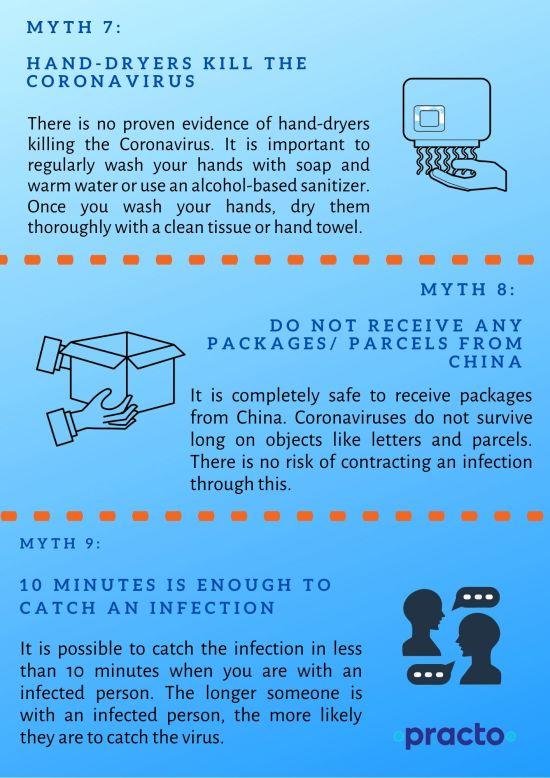 MYTH 7:
HAND-DRYERS KILL THE
CORONAVIRUS
There is no proven evidence of hand-dryers
killing the Coronavirus. It is important to
regularly wash your hands with soap and
warm water or use an alcohol-based sanitizer.
Once you wash your hands, dry them
thoroughly with a clean tissue or hand towel.
MYTH 8:
DO NOT RECEIVE ANY
PACKAGES/ PARCELS FROM
CHINA
It is completely safe to receive packages
from China. Coronaviruses do not survive
long on objects like letters and parcels.
There is no risk of contracting an infection
through this.
MYTH 9:
10 MINUTES IS ENOUGH TO
CATCH AN INFECTION
It is possible to catch the infection in less
than 10 minutes when you are with an
infected person. The longer someone is
with an infected person, the more likely
they are to catch the virus.
practo